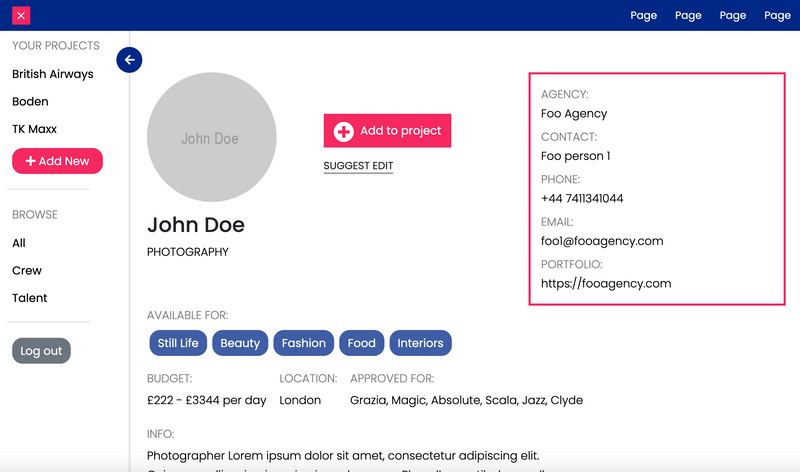 Page Page Page Page
YOUR PROJECTS
British Airways
Boden
TK Maxx
Add New
BROWSE
All
Crew
Talent
Log out
John Doe
John Doe
PHOTOGRAPHY
Add to project
SUGGEST EDIT
AGENCY:
Foo Agency
CONTACT:
Foo person 1
PHONE:
+44 7411341044
EMAIL:
foo1@fooagency.com
PORTFOLIO:
https://fooagency.com
AVAILABLE FOR:
Still Life Beauty Fashion Food Interiors
BUDGET: LOCATION: APPROVED FOR:
£222 - £3344 per day London Grazia, Magic, Absolute, Scala, Jazz, Clyde
INFO:
Photographer Lorem ipsum dolor sit amet, consectetur adipiscing elit.